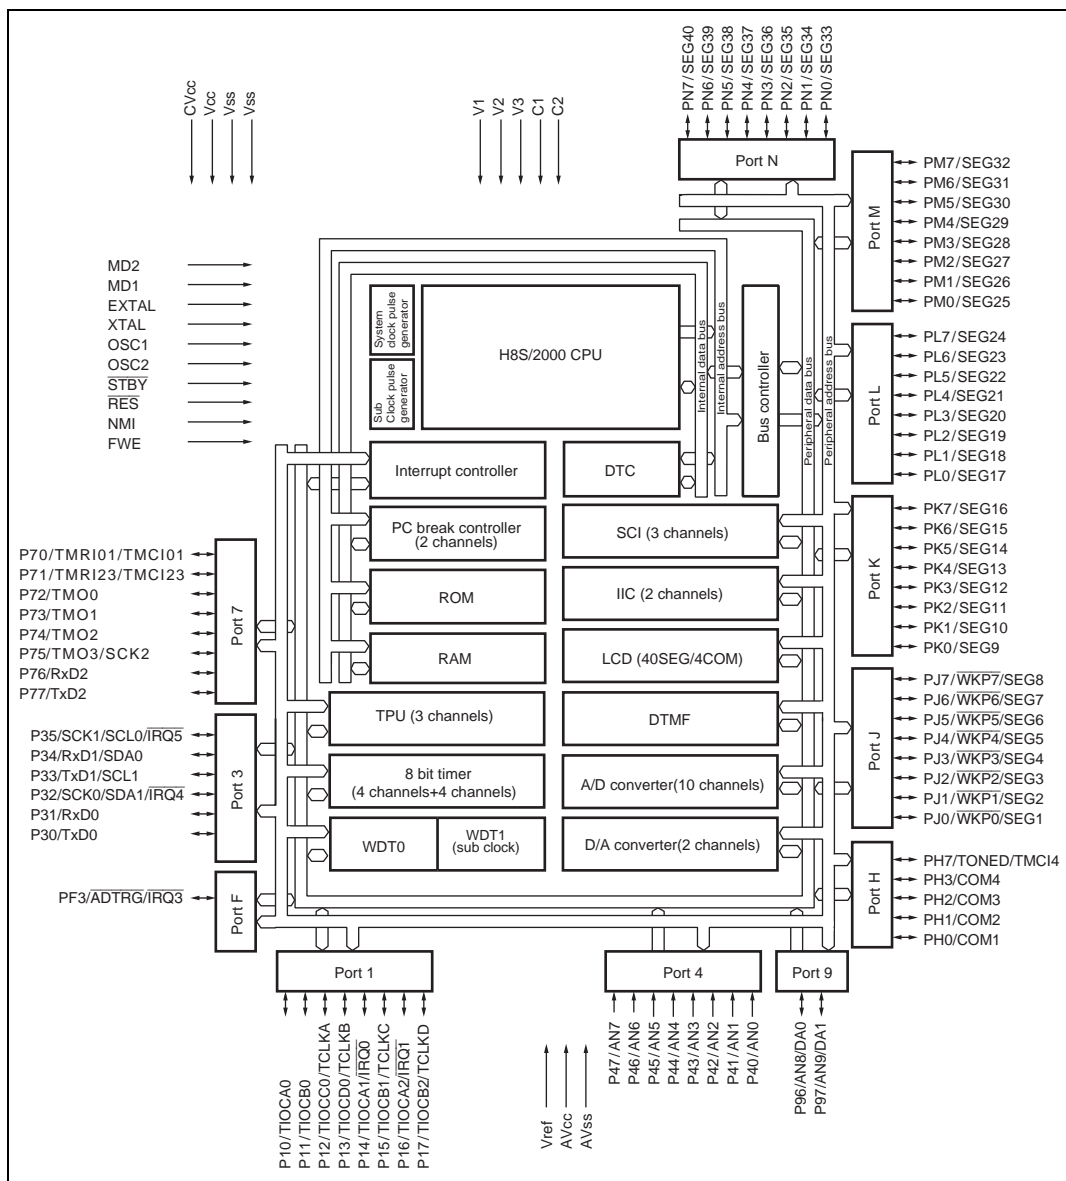 CVcc
Vcc
Vss
Vss
V1
V2
V3
C1
C2
PN7/SEG40
PN6/SEG39
PN5/SEG38
PN4/SEG37
PN3/SEG36
PN2/SEG35
PN1/SEG34
PN0/SEG33
Port N
Port M
PM7/SEG32
PM6/SEG31
PM5/SEG30
PM4/SEG29
PM3/SEG28
PM2/SEG27
PM1/SEG26
PM0/SEG25
MD2
MD1
EXTAL
XTAL
OSC1
OSC2
STBY
RES
NMI
FWE
System
clock pulse
generator
Sub
Clock pulse
generator
H8S/2000 CPU
Internal data bus
Internal address bus
Bus controller
Peripheral data bus
Peripheral address bus
Port L
PL7/SEG24
PL6/SEG23
PL5/SEG22
PL4/SEG21
PL3/SEG20
PL2/SEG19
PL1/SEG18
PL0/SEG17
Interrupt controller
DTC
PC break controller
(2 channels)
SCI (3 channels)
ROM
IIC (2 channels)
RAM
LCD (40SEG/4COM)
TPU (3 channels)
DTMF
8 bit timer
(4 channels+4 channels)
A/D converter(10 channels)
WDT0
WDT1
(sub clock)
D/A converter(2 channels)
Port K
PK7/SEG16
PK6/SEG15
PK5/SEG14
PK4/SEG13
PK3/SEG12
PK2/SEG11
PK1/SEG10
PK0/SEG9
P70/TMRI01/TMCI01
P71/TMRI23/TMCI23
P72/TMO0
P73/TMO1
P74/TMO2
P75/TMO3/SCK2
P76/RxD2
P77/TxD2
Port 7
Port J
PJ7/WKP7/SEG8
PJ6/WKP6/SEG7
PJ5/WKP5/SEG6
PJ4/WKP4/SEG5
PJ3/WKP3/SEG4
PJ2/WKP2/SEG3
PJ1/WKP1/SEG2
PJ0/WKP0/SEG1
P35/SCK1/SCL0/IRQ5
P34/RxD1/SDA0
P33/TxD1/SCL1
P32/SCK0/SDA1/IRQ4
P31/RxD0
P30/TxD0
Port 3
PF3/ADTRG/IRQ3
Port F
Port H
PH7/TONED/TMCI4
PH3/COM4
PH2/COM3
PH1/COM2
PH0/COM1
Port 1
Port 4
Port 9
P10/TIOCA0
P11/TIOCB0
P12/TIOCC0/TCLKA
P13/TIOCD0/TCLKB
P14/TIOCA1/IRQ0
P15/TIOCB1/TCLKC
P16/TIOCA2/IRQ1
P17/TIOCB2/TCLKD
Vref
AVcc
AVss
P47/AN7
P46/AN6
P45/AN5
P44/AN4
P43/AN3
P42/AN2
P41/AN1
P40/AN0
P96/AN8/DA0
P97/AN9/DA1